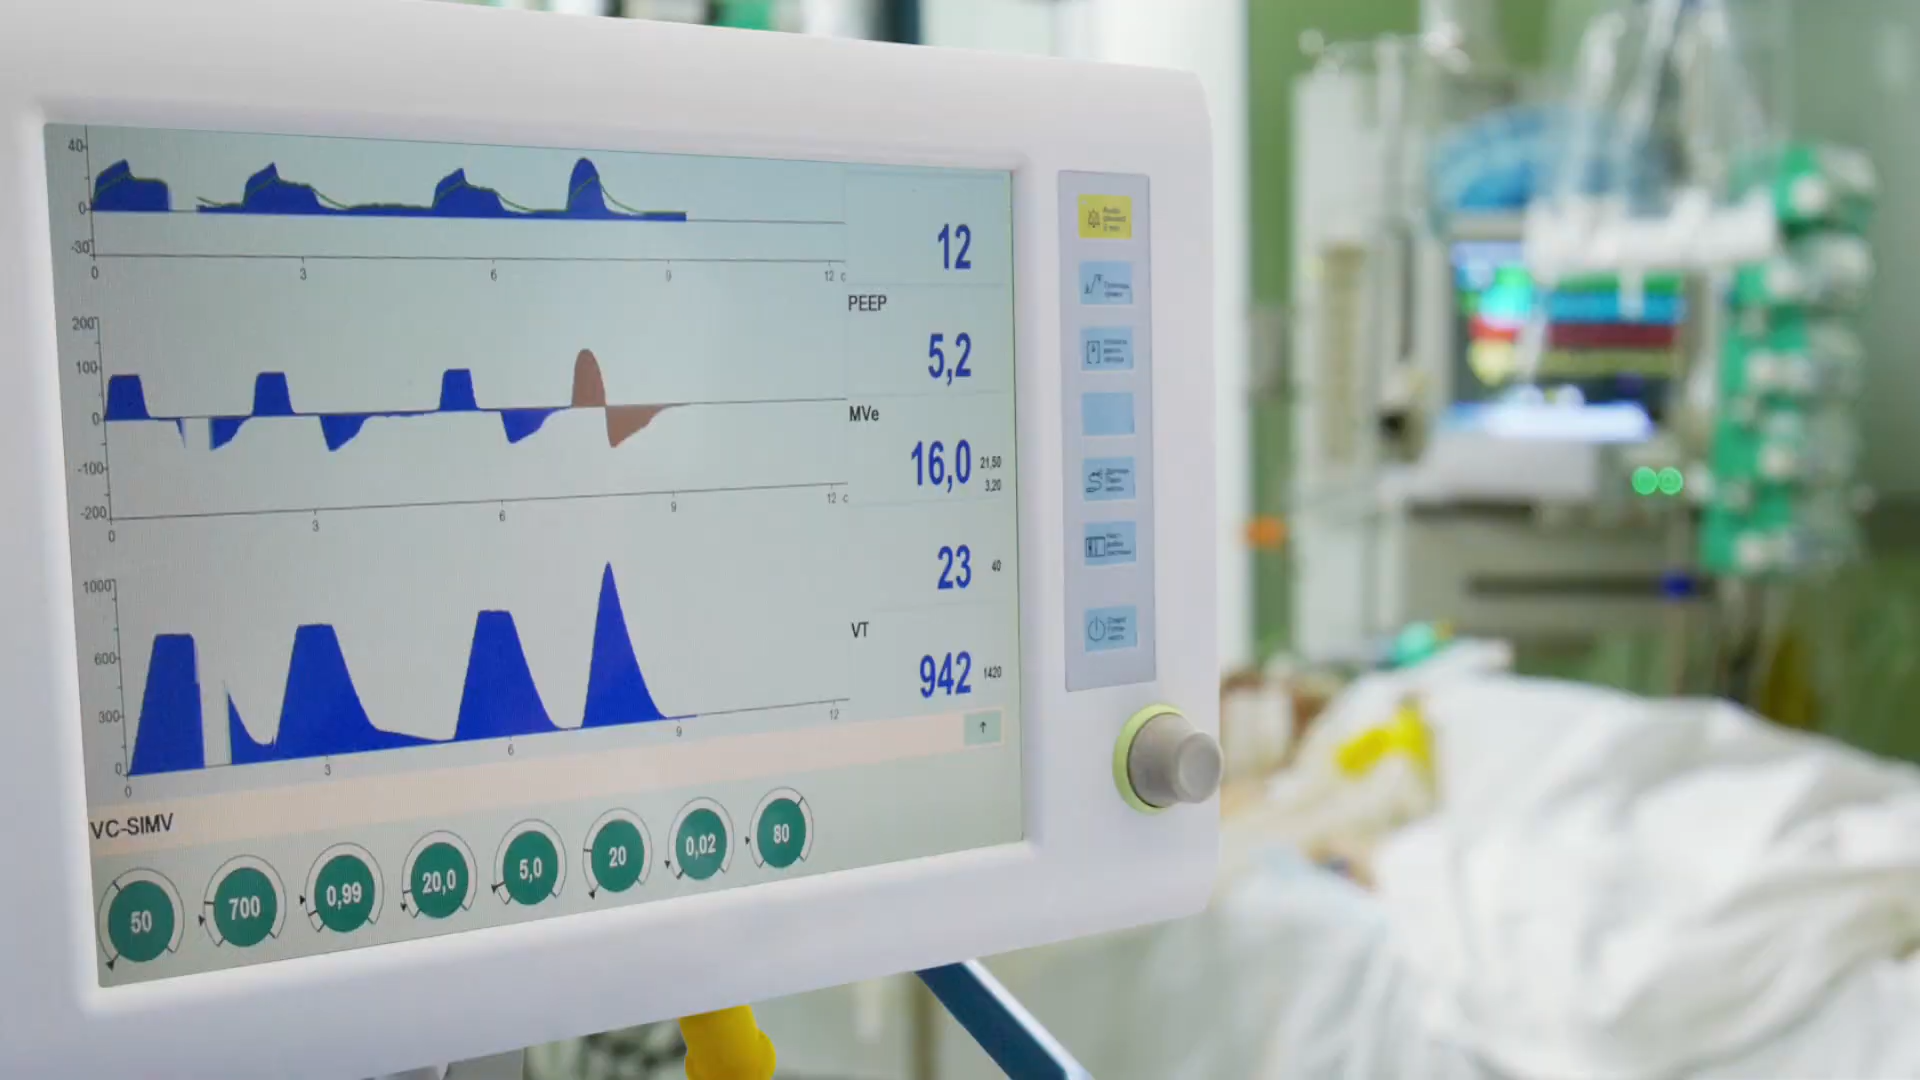 40
0
-30
0 3 6 9 12 c
12
PEEP
5,2
200
100
0
-100
-200
0 3 6 9 12 c
MVe
16,0 21,50
3,20
23 40
1000
600
300
0
0 3 6 9 12
VT
942 1420
↑
VC-SIMV
50 700 0,99 20,0 5,0 20 0,02 80